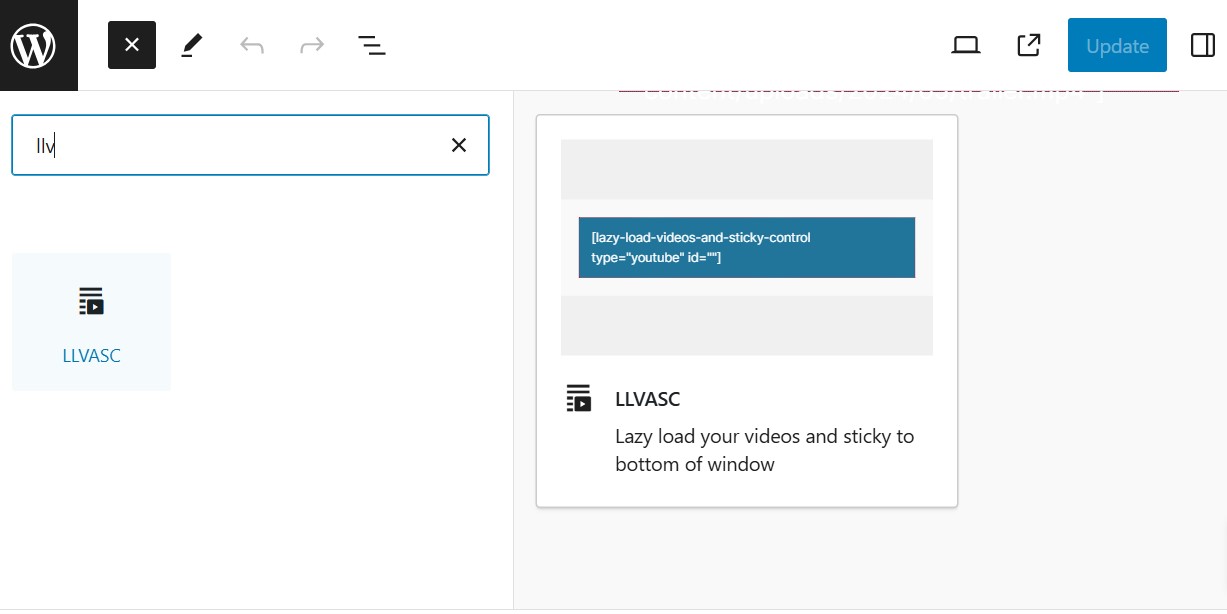 Update
llv
[lazy-load-videos-and-sticky-control
type="youtube" id=""]
LLVASC
LLVASC
Lazy load your videos and sticky to
bottom of window